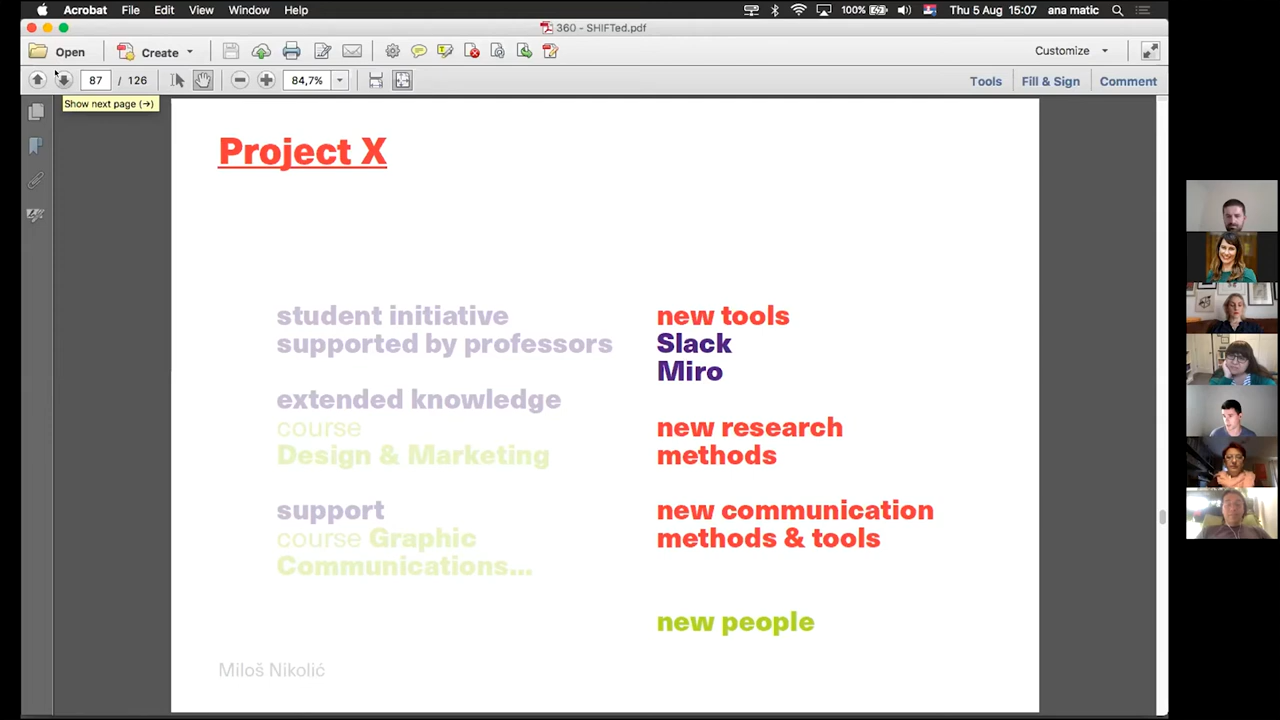 Acrobat File Edit View Window Help 100% Thu 5 Aug 15:07 ana matic
360 - SHIFTed.pdf
Open Create Customize
87 / 126 84,7% Tools Fill & Sign Comment
Show next page (→)
Project X
student initiative
supported by professors
extended knowledge
course
Design & Marketing
support
course Graphic
Communications...
new tools
Slack
Miro
new research
methods
new communication
methods & tools
new people
Miloš Nikolić